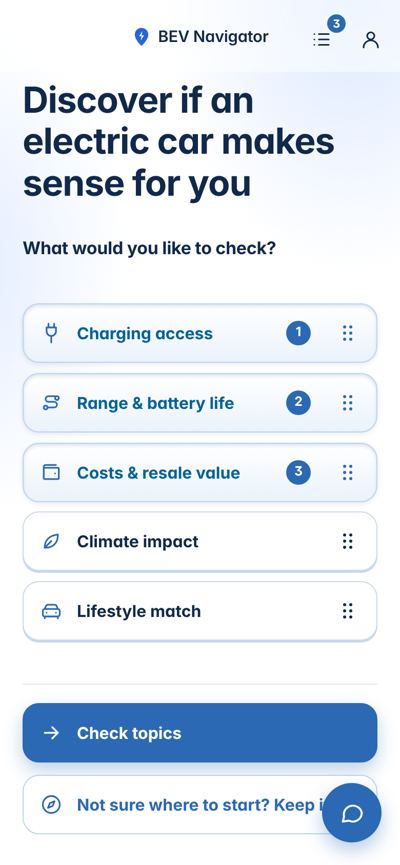 BEV Navigator
3
Discover if an
electric car makes
sense for you
What would you like to check?
Charging access 1
Range & battery life 2
Costs & resale value 3
Climate impact
Lifestyle match
Check topics
Not sure where to start? Keep